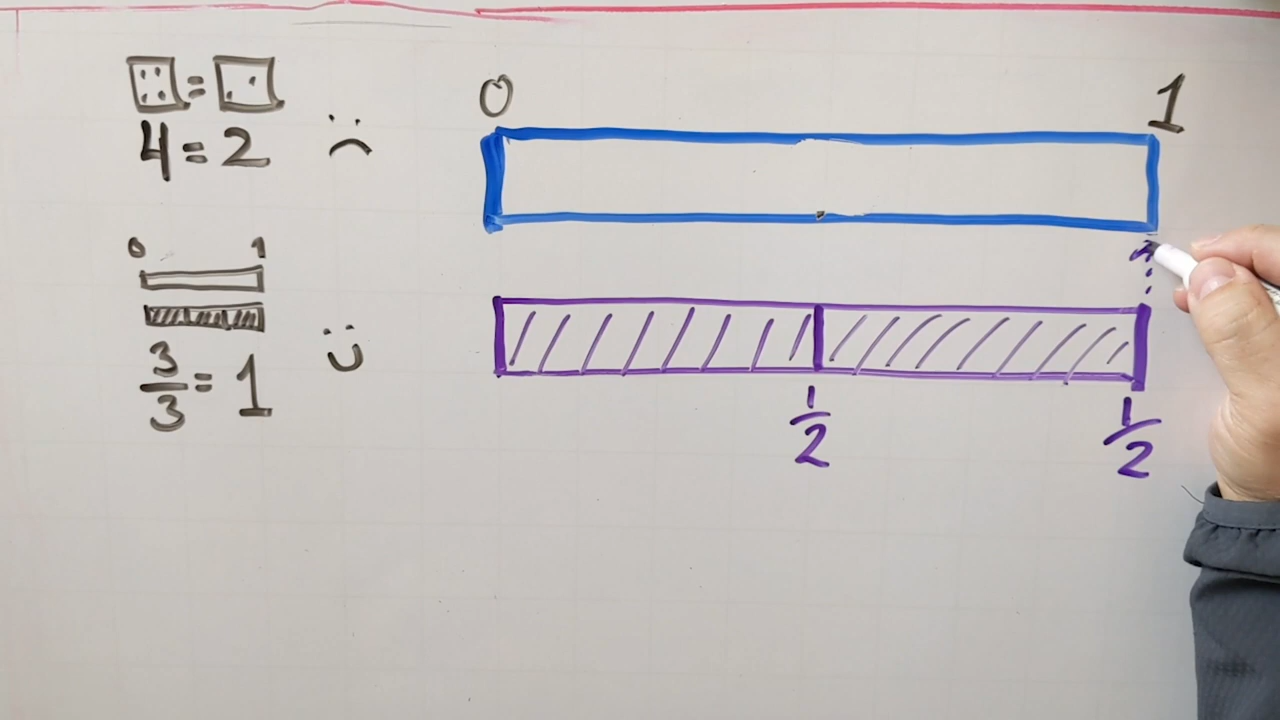 =
4 = 2 :(
0 1
3/3 = 1 :)
0 1
1/2 1/2